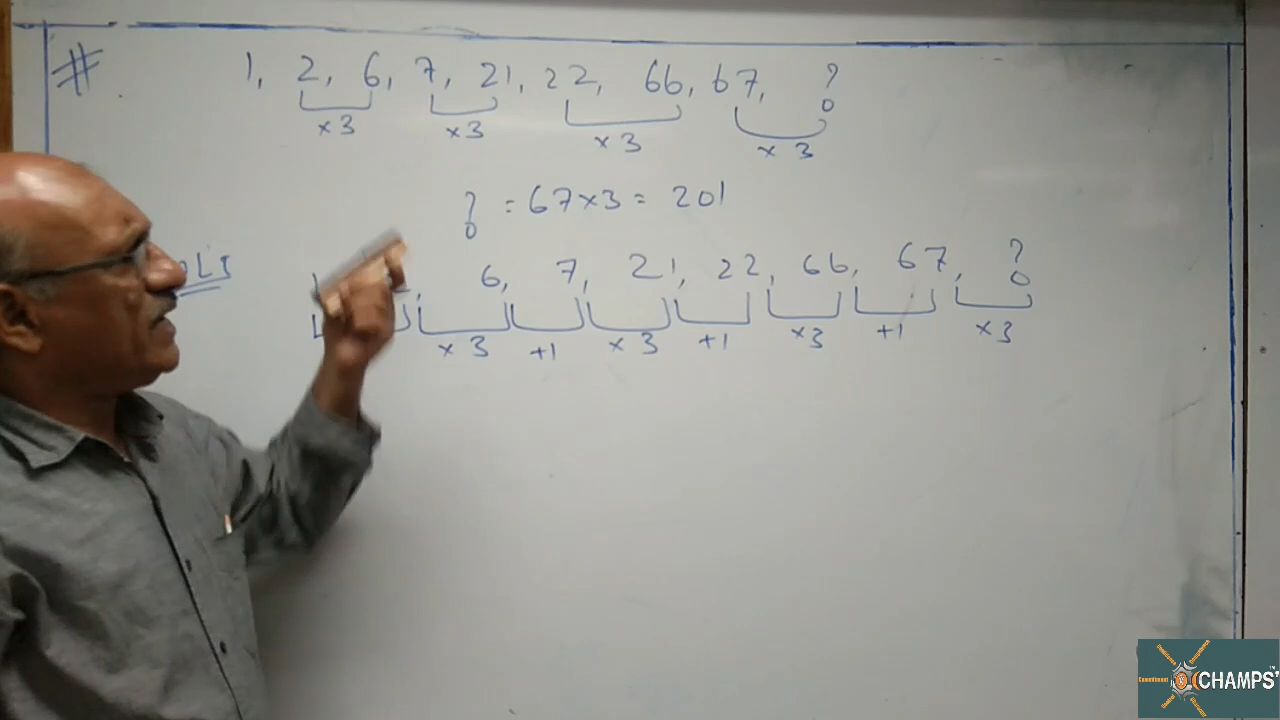 # 1, 2, 6, 7, 21, 22, 66, 67, ?
×3 ×3 ×3 ×3
? = 67×3 = 201
6, 7, 21, 22, 66, 67, ?
×3 +1 ×3 +1 ×3 +1 ×3
CHAMPS